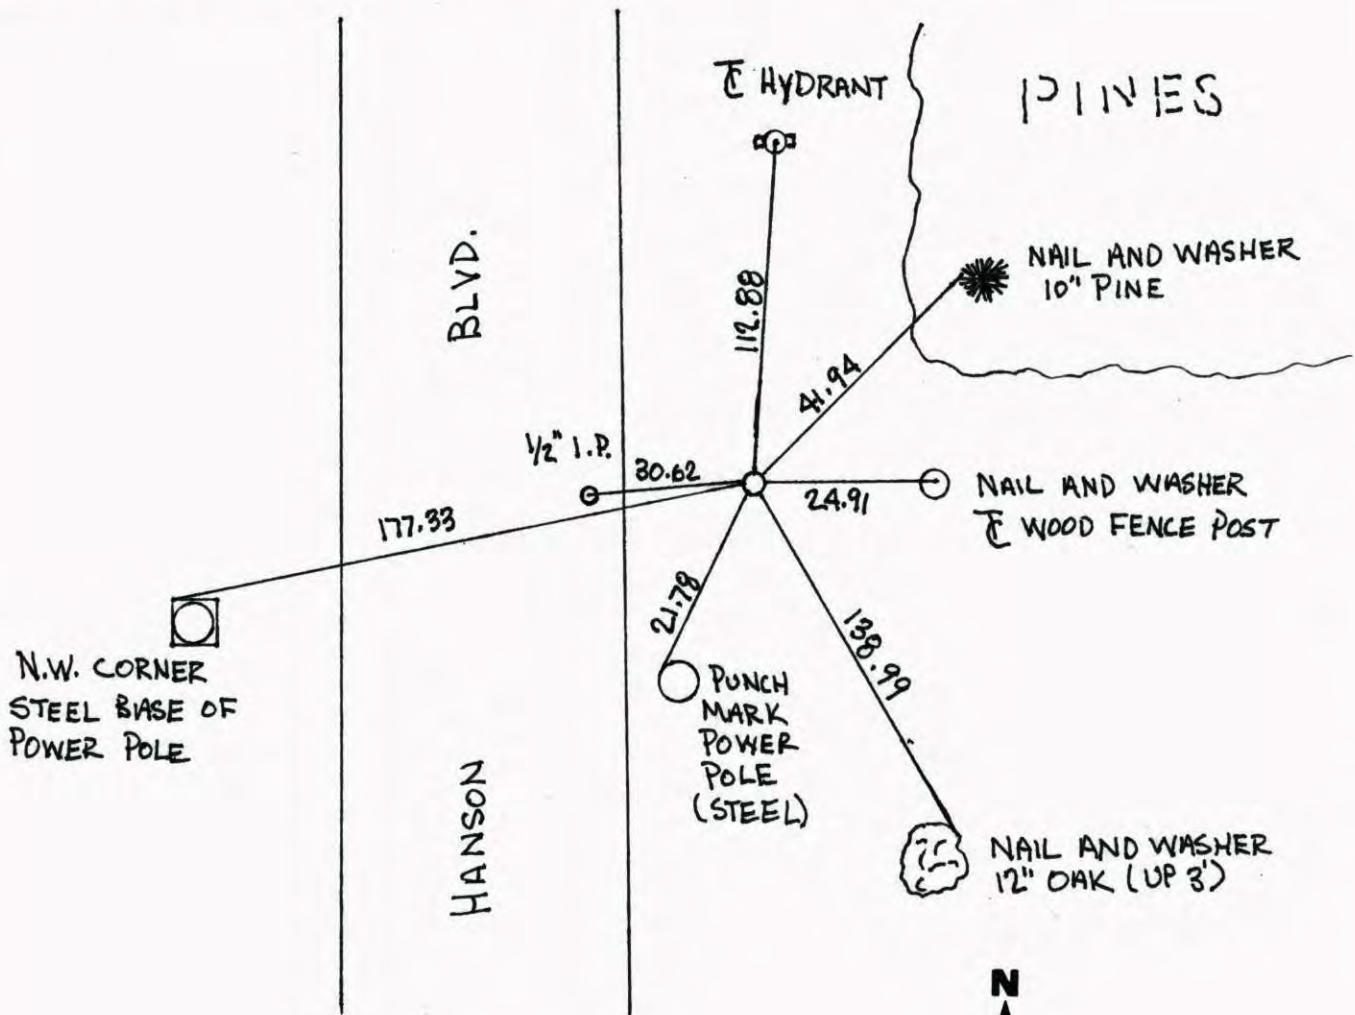 T℄ HYDRANT
PINES
BLVD.
NAIL AND WASHER
10" PINE
112.88
41.94
1/2" I.P.
30.62
177.33
24.91
NAIL AND WASHER
T℄ WOOD FENCE POST
21.78
138.99
N.W. CORNER
STEEL BASE OF
POWER POLE
PUNCH
MARK
POWER
POLE
(STEEL)
HANSON
NAIL AND WASHER
12" OAK (UP 3')
N